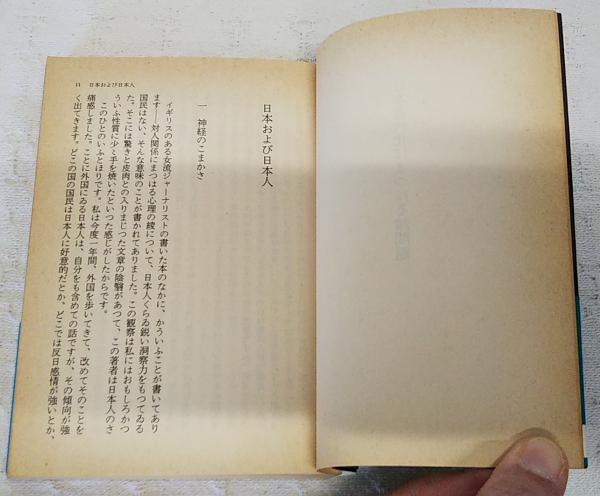 11 日本および日本人
日本および日本人
一 神経のこまかさ
イギリスのある女流ジャーナリストの書いた本のなかに、かういふことが書いてあり
ます――対人関係にまつはる心理の綾について、日本人くらゐ鋭い洞察力をもつてゐる
国民はない、そんな意味のことが書かれてありました。この観察は私にはおもしろかつ
た。そこには驚きと皮肉との入りまじつた文章の陰翳があつて、この著者は日本人のさ
ういふ性質に少々手を焼いたといつた感じがしたからです。
このひとのいふとほりです。私は今度一年間、外国を歩いてきて、改めてそのことを
痛感しました。ことに外国にゐる日本人は、自分をも含めての話ですが、その傾向が強
く出てきます。どこの国の国民は日本人に好意的だとか、どこでは反日感情が強いとか、